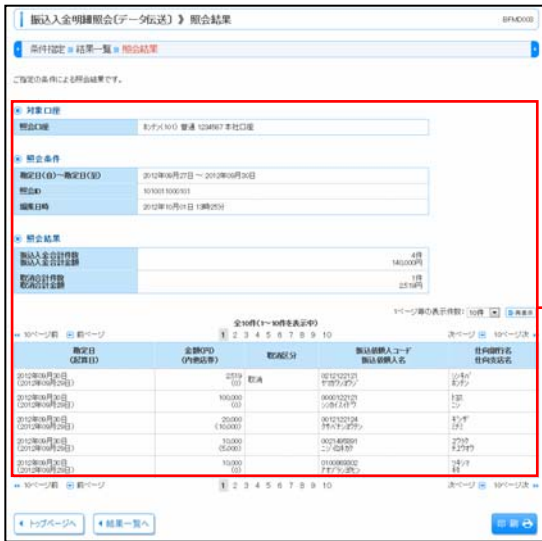 振込入金明細照会〔データ伝送〕 》 照会結果
BFMD003
条件指定 結果一覧 照会結果
ご指定の条件による照会結果です。
対象口座
照会口座 ﾎﾝﾃﾝ(101) 普通 1234567 本社口座
照会条件
勘定日(自)～勘定日(至) 2012年09月27日 ～ 2012年09月30日
照会ID 1010011000101
編集日時 2012年10月01日 13時25分
照会結果
振込入金合計件数 4件
振込入金合計金額 140,000円
取消合計件数 1件
取消合計金額 2,519円
1ページ毎の表示件数: 10件 再表示
全10件(1～10件を表示中)
10ページ前 前ページ 1 2 3 4 5 6 7 8 9 10 次ページ 10ページ次
勘定日 金額(円) 取消区分 振込依頼人コード 仕向銀行名
(起算日) (内他店券) 振込依頼人名 仕向支店名
2012年09月30日 2,519 取消 0212122121
(2012年09月29日) (0) ﾎﾝﾃﾝ
2012年09月30日 100,000 0000122121
(2012年09月29日) (0)
2012年09月30日 20,000 0012122124
(2012年09月29日) (10,000)
2012年09月30日 10,000
(2012年09月29日) (5,000)
2012年09月30日 10,000
(2012年09月29日) (0)
10ページ前 前ページ 1 2 3 4 5 6 7 8 9 10 次ページ 10ページ次
トップページへ 結果一覧へ 印刷